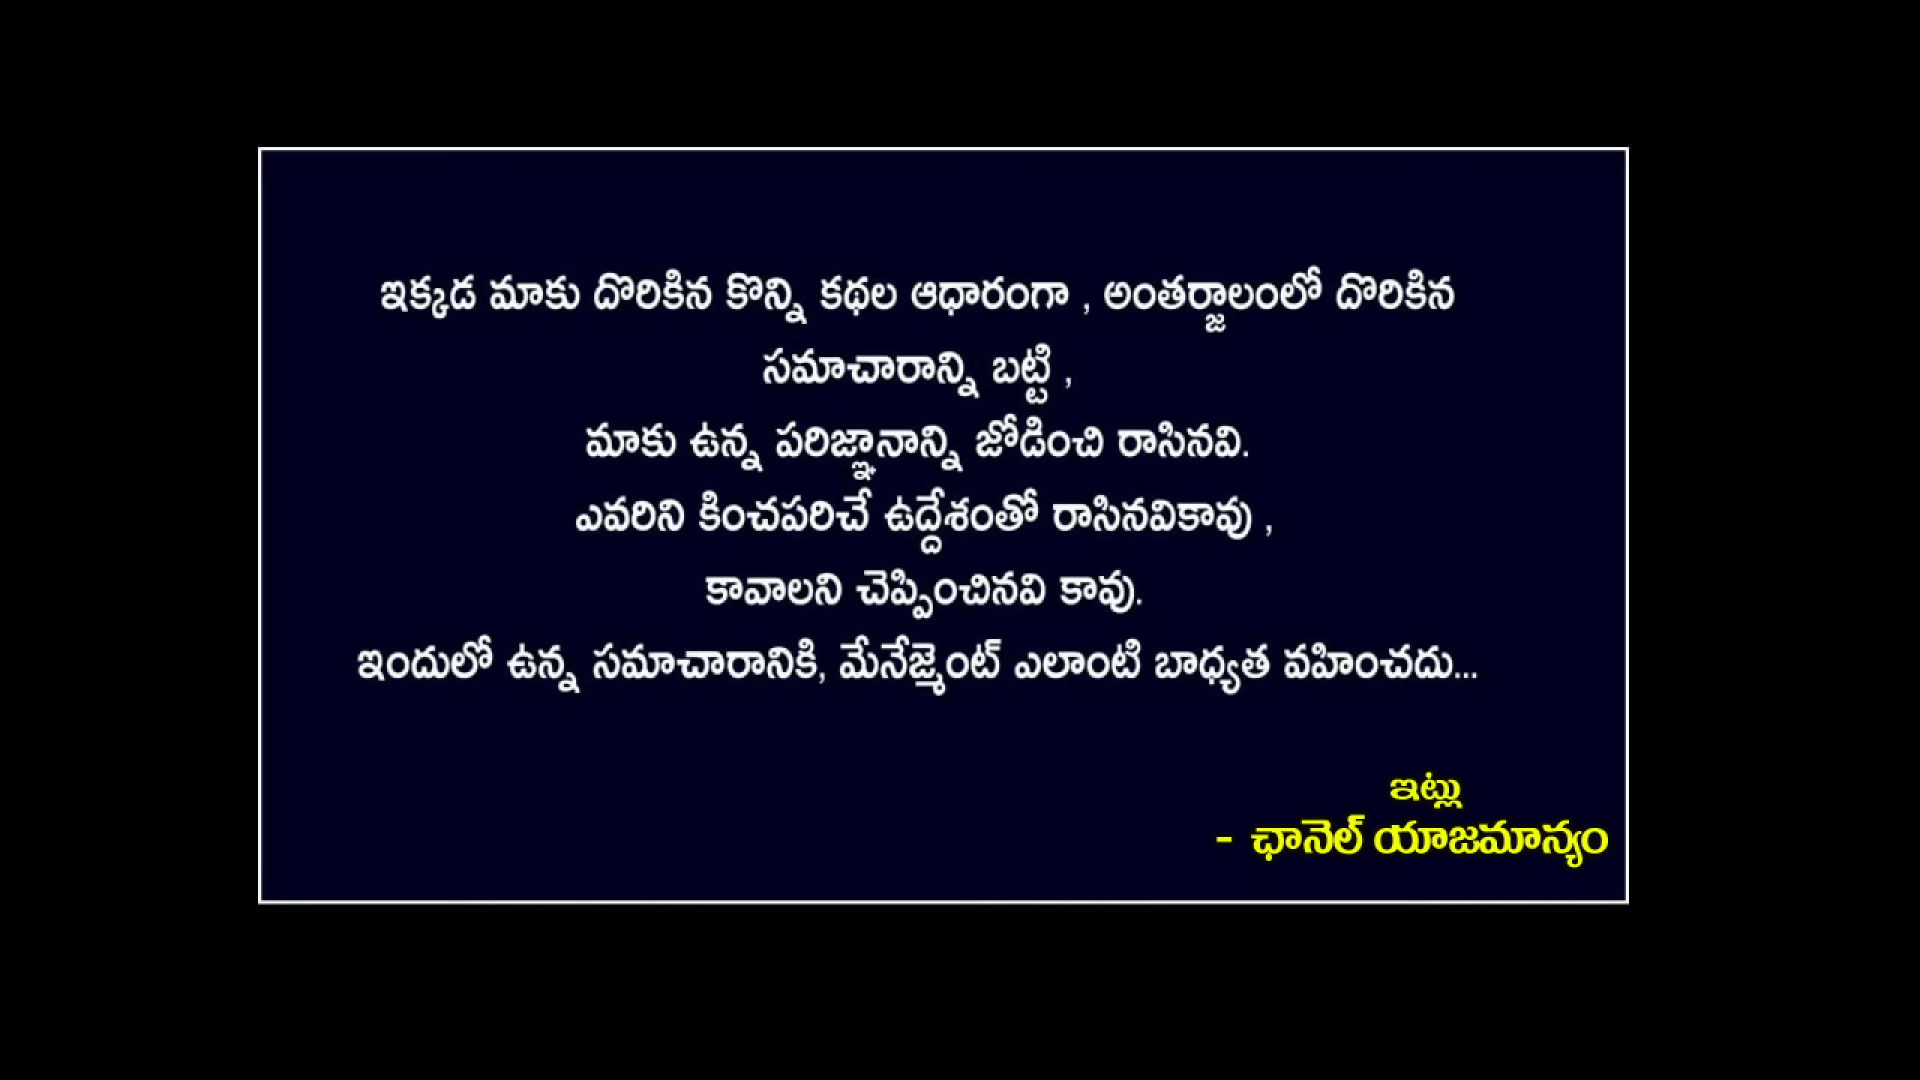 ఇక్కడ మాకు దొరికిన కొన్ని కథల ఆధారంగా , అంతర్జాలంలో దొరికిన
సమాచారాన్ని బట్టి ,
మాకు ఉన్న పరిజ్ఞానాన్ని జోడించి రాసినవి.
ఎవరిని కించపరిచే ఉద్దేశంతో రాసినవికావు ,
కావాలని చెప్పించినవి కావు.
ఇందులో ఉన్న సమాచారానికి, మేనేజ్మెంట్ ఎలాంటి బాధ్యత వహించదు...
ఇట్లు
- ఛానెల్ యాజమాన్యం